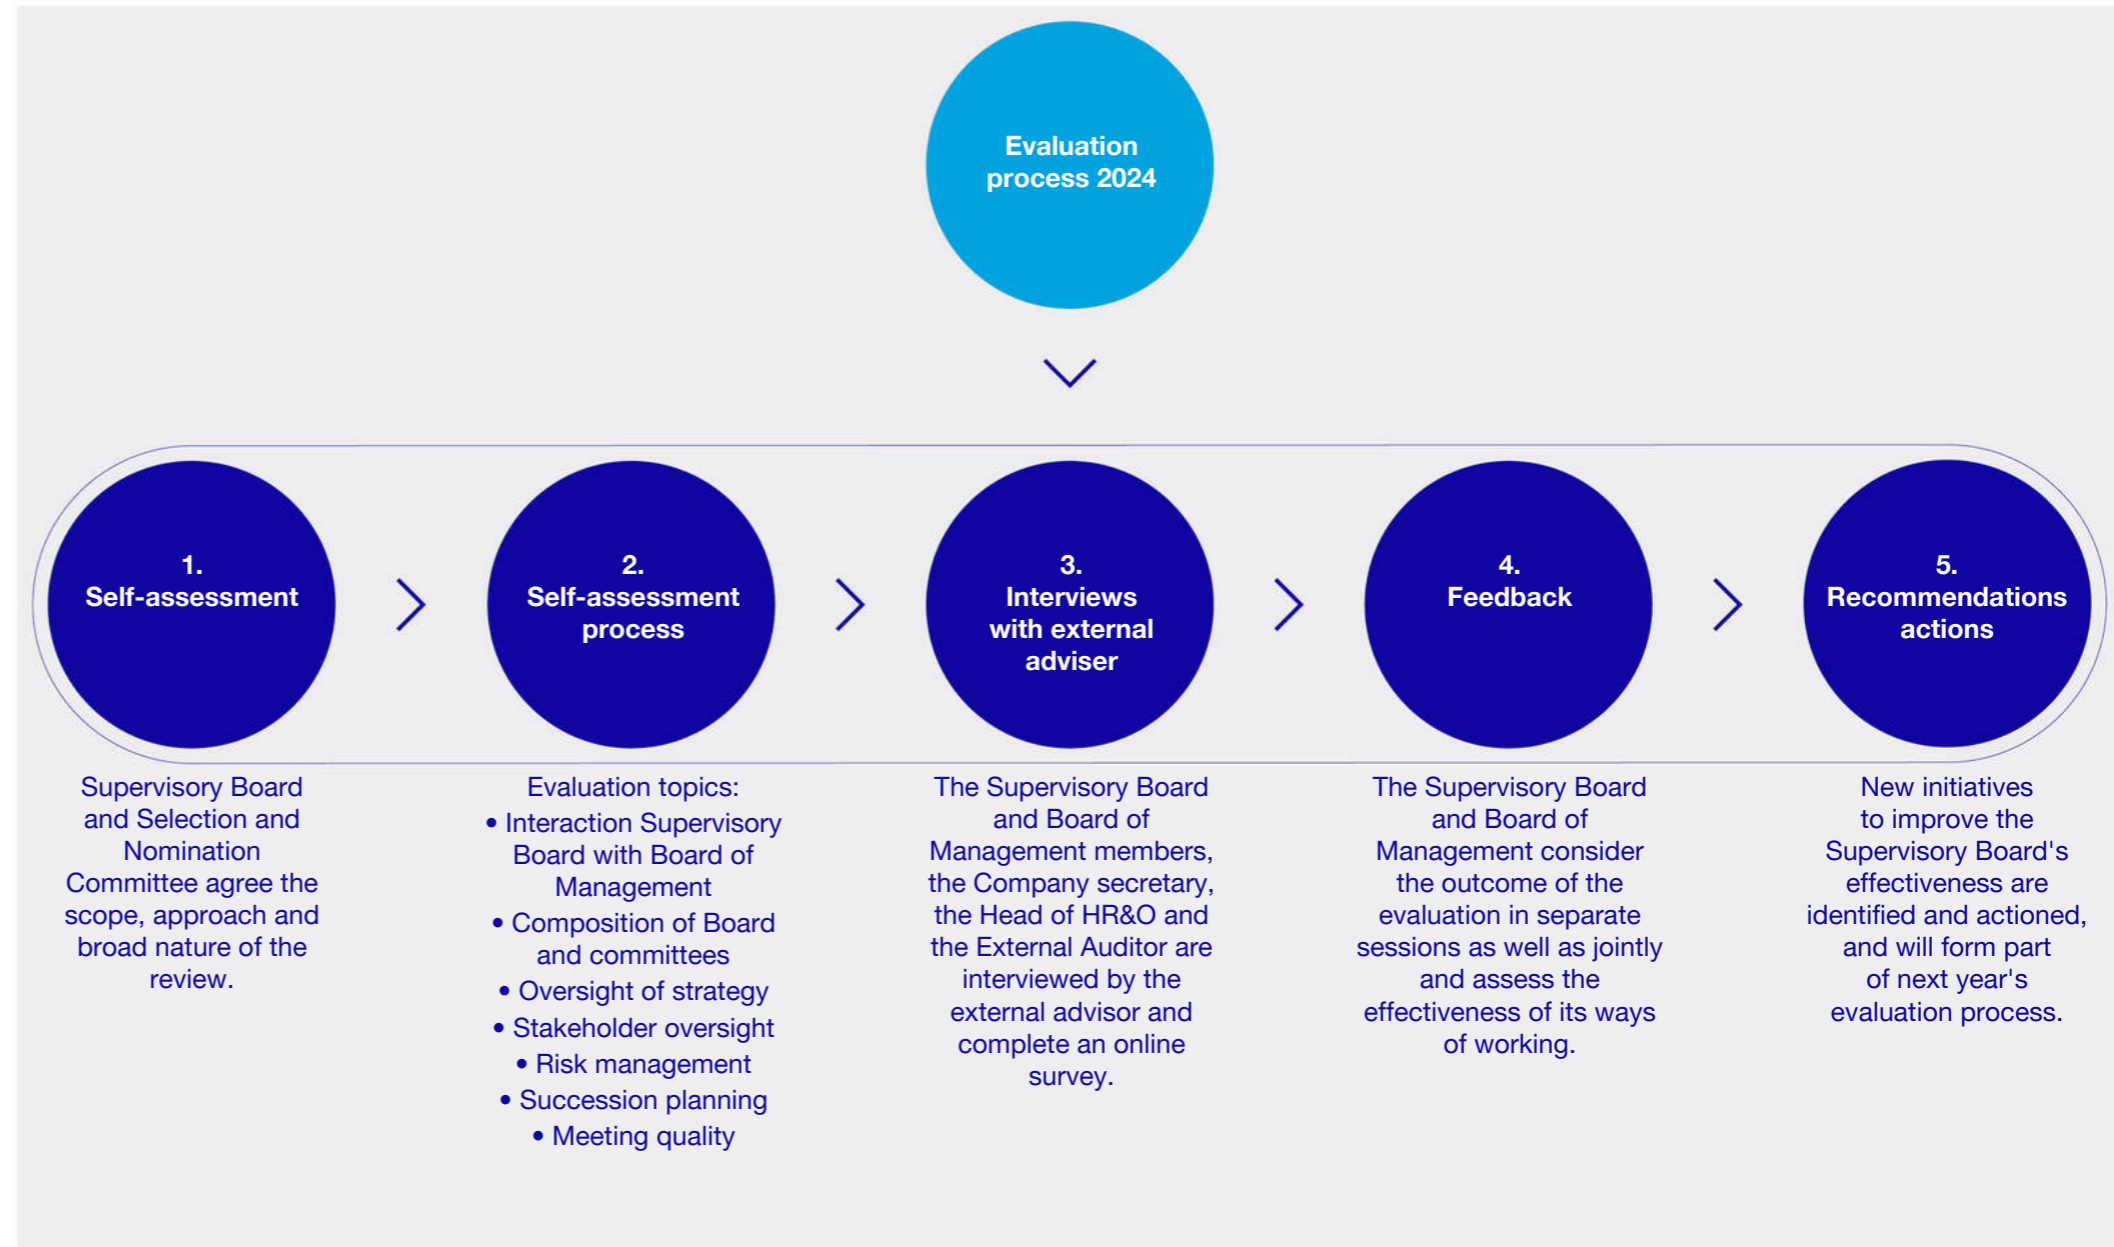 Evaluation
process 2024
1.
Self-assessment
Supervisory Board
and Selection and
Nomination
Committee agree the
scope, approach and
broad nature of the
review.
2.
Self-assessment
process
Evaluation topics:
• Interaction Supervisory
Board with Board of
Management
• Composition of Board
and committees
• Oversight of strategy
• Stakeholder oversight
• Risk management
• Succession planning
• Meeting quality
3.
Interviews
with external
adviser
The Supervisory Board
and Board of
Management members,
the Company secretary,
the Head of HR&O and
the External Auditor are
interviewed by the
external advisor and
complete an online
survey.
4.
Feedback
The Supervisory Board
and Board of
Management consider
the outcome of the
evaluation in separate
sessions as well as jointly
and assess the
effectiveness of its ways
of working.
5.
Recommendations
actions
New initiatives
to improve the
Supervisory Board's
effectiveness are
identified and actioned,
and will form part
of next year's
evaluation process.